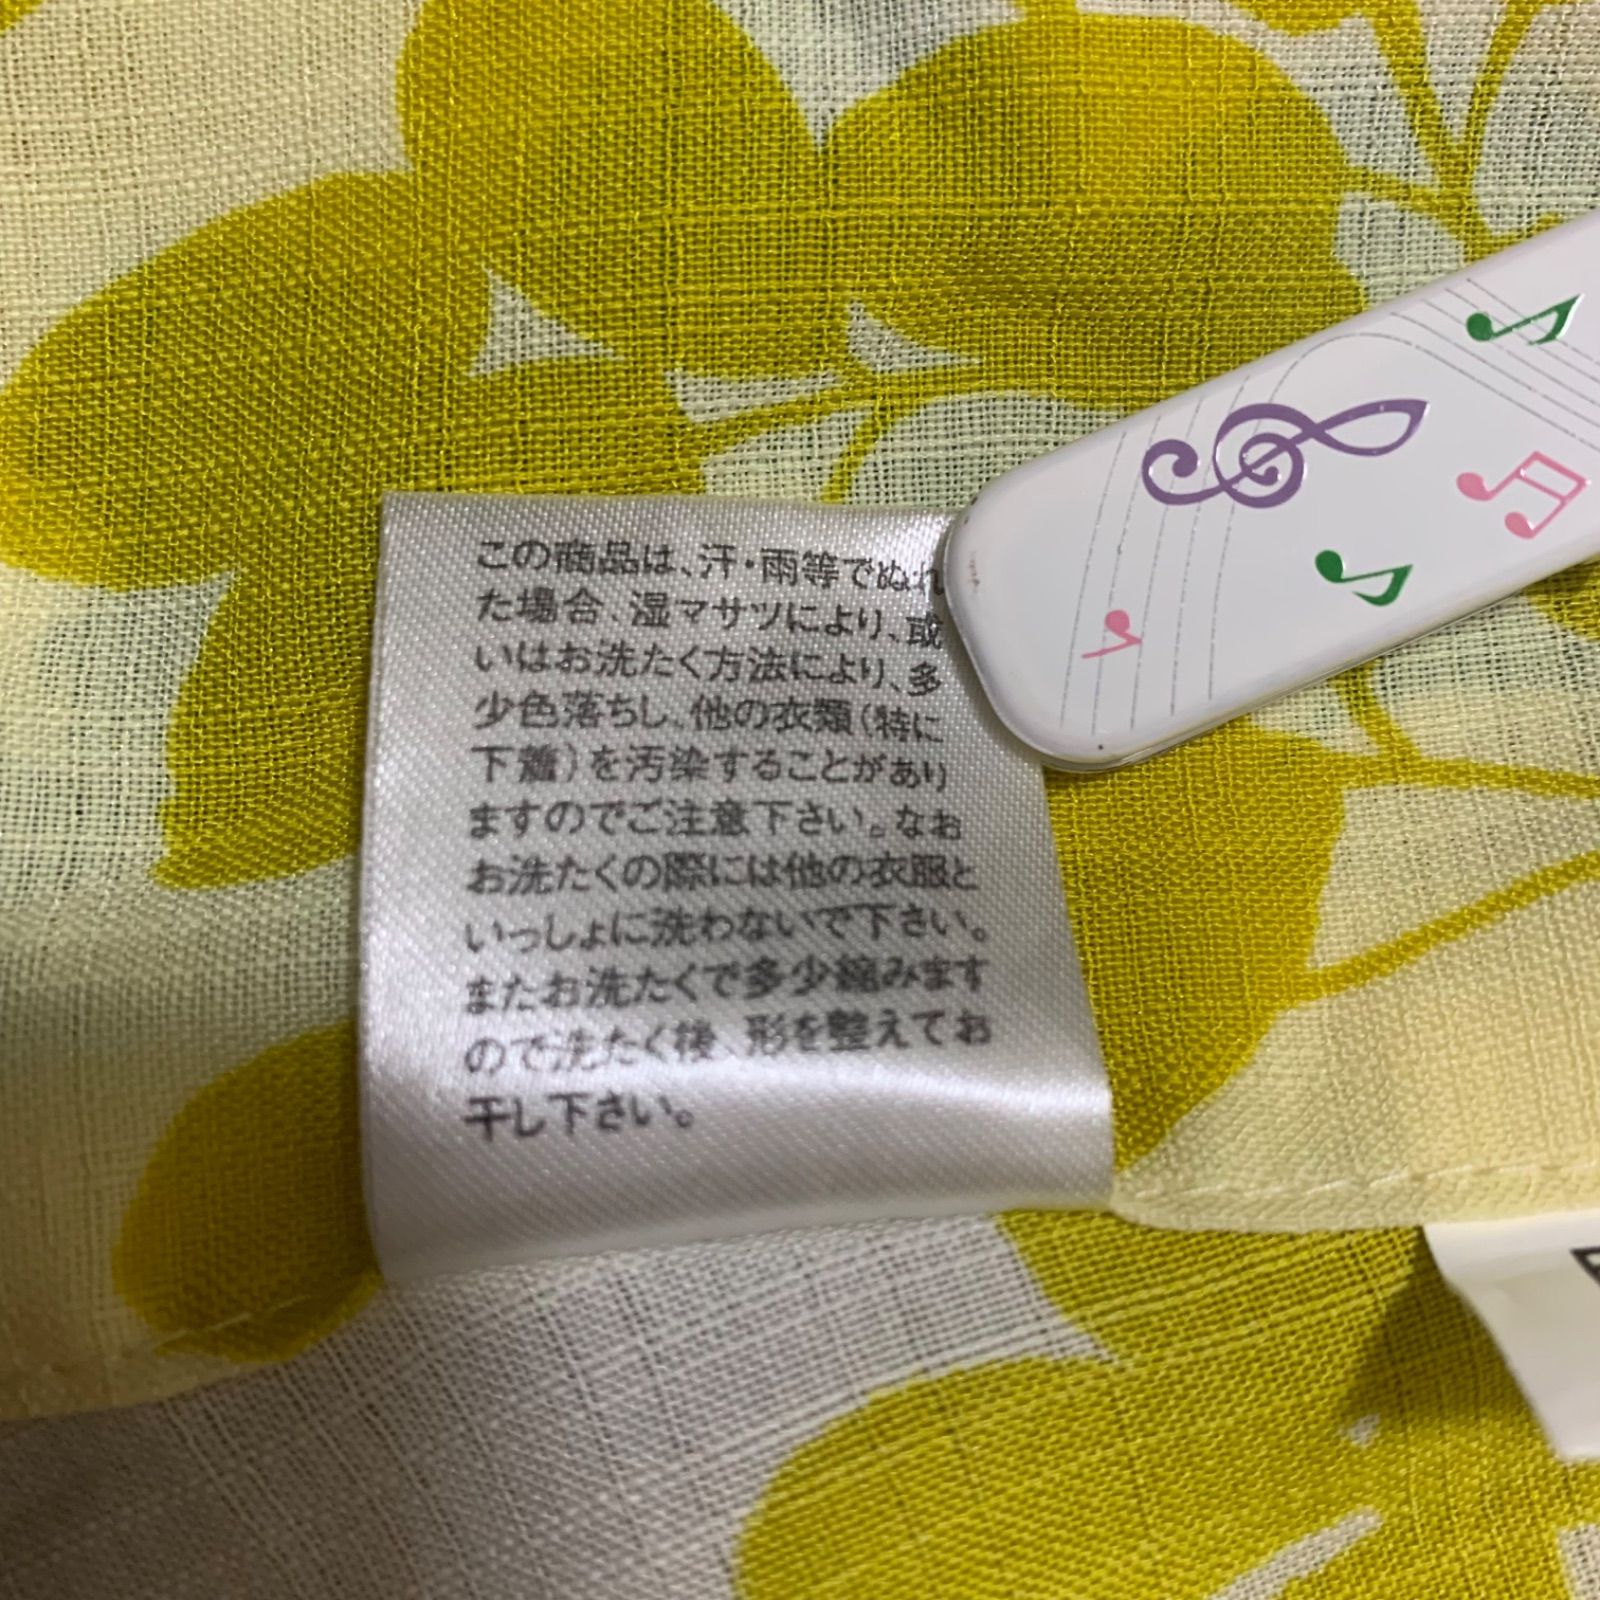 この商品は、汗・雨等でぬれ
た場合、湿マサツにより、或
いはお洗たく方法により、多
少色落ちし、他の衣類(特に
下着)を汚染することがあり
ますのでご注意下さい。なお
お洗たくの際には他の衣服と
いっしょに洗わないで下さい。
またお洗たくで多少縮みます
ので洗たく後、形を整えてお
干し下さい。